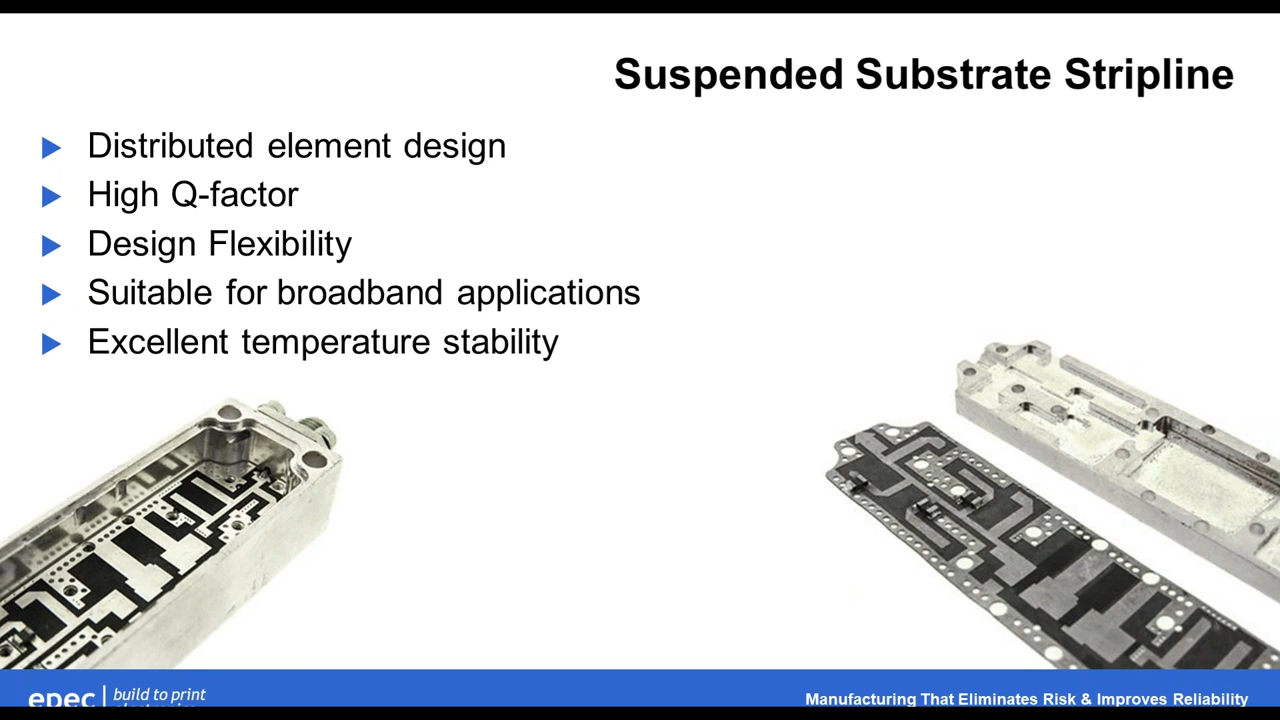 Suspended Substrate Stripline
Distributed element design
High Q-factor
Design Flexibility
Suitable for broadband applications
Excellent temperature stability
epec
build to print
Manufacturing That Eliminates Risk & Improves Reliability